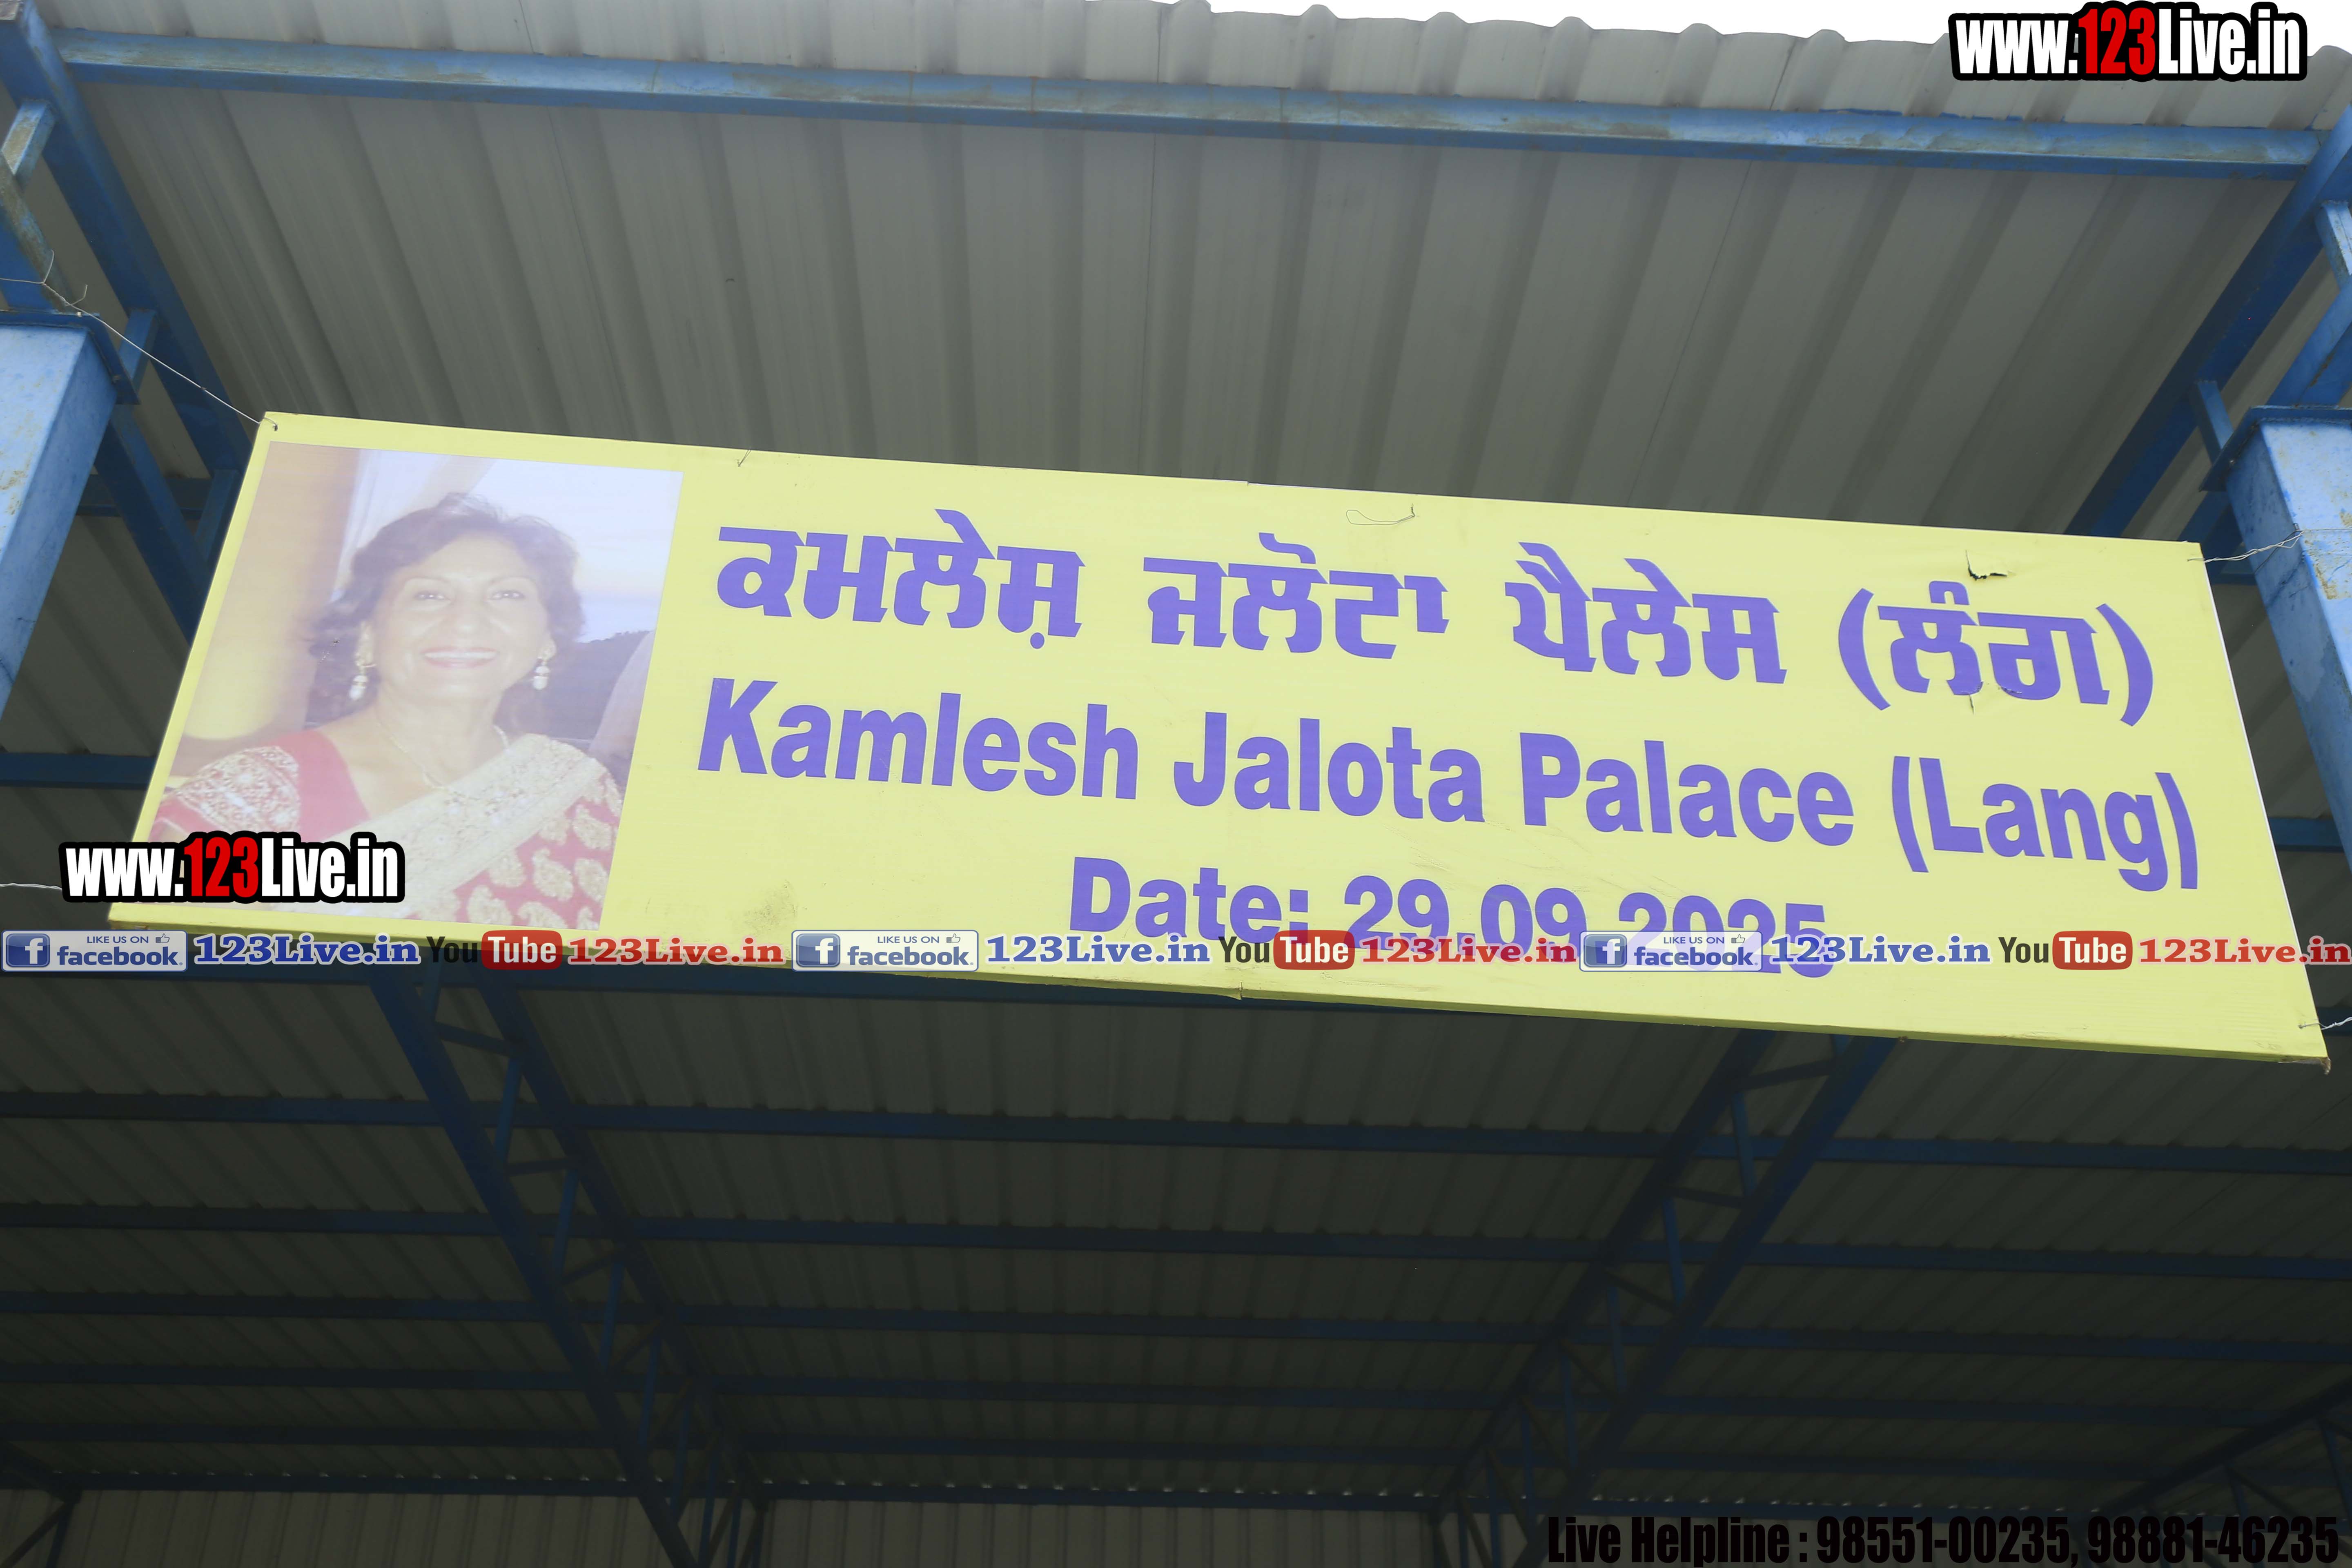 www.123Live.in
ਕਮਲੇਸ਼ ਜਲੋਟਾ ਪੈਲੇਸ (ਲੰਗ)
Kamlesh Jalota Palace (Lang)
Date: 29.09.2025
www.123Live.in
f LIKE US ON facebook. 123Live.in YouTube 123Live.in f LIKE US ON facebook. 123Live.in YouTube 123Live.in f LIKE US ON facebook. 123Live.in YouTube 123Live.in
Live Helpline : 98551-00235, 98881-46235